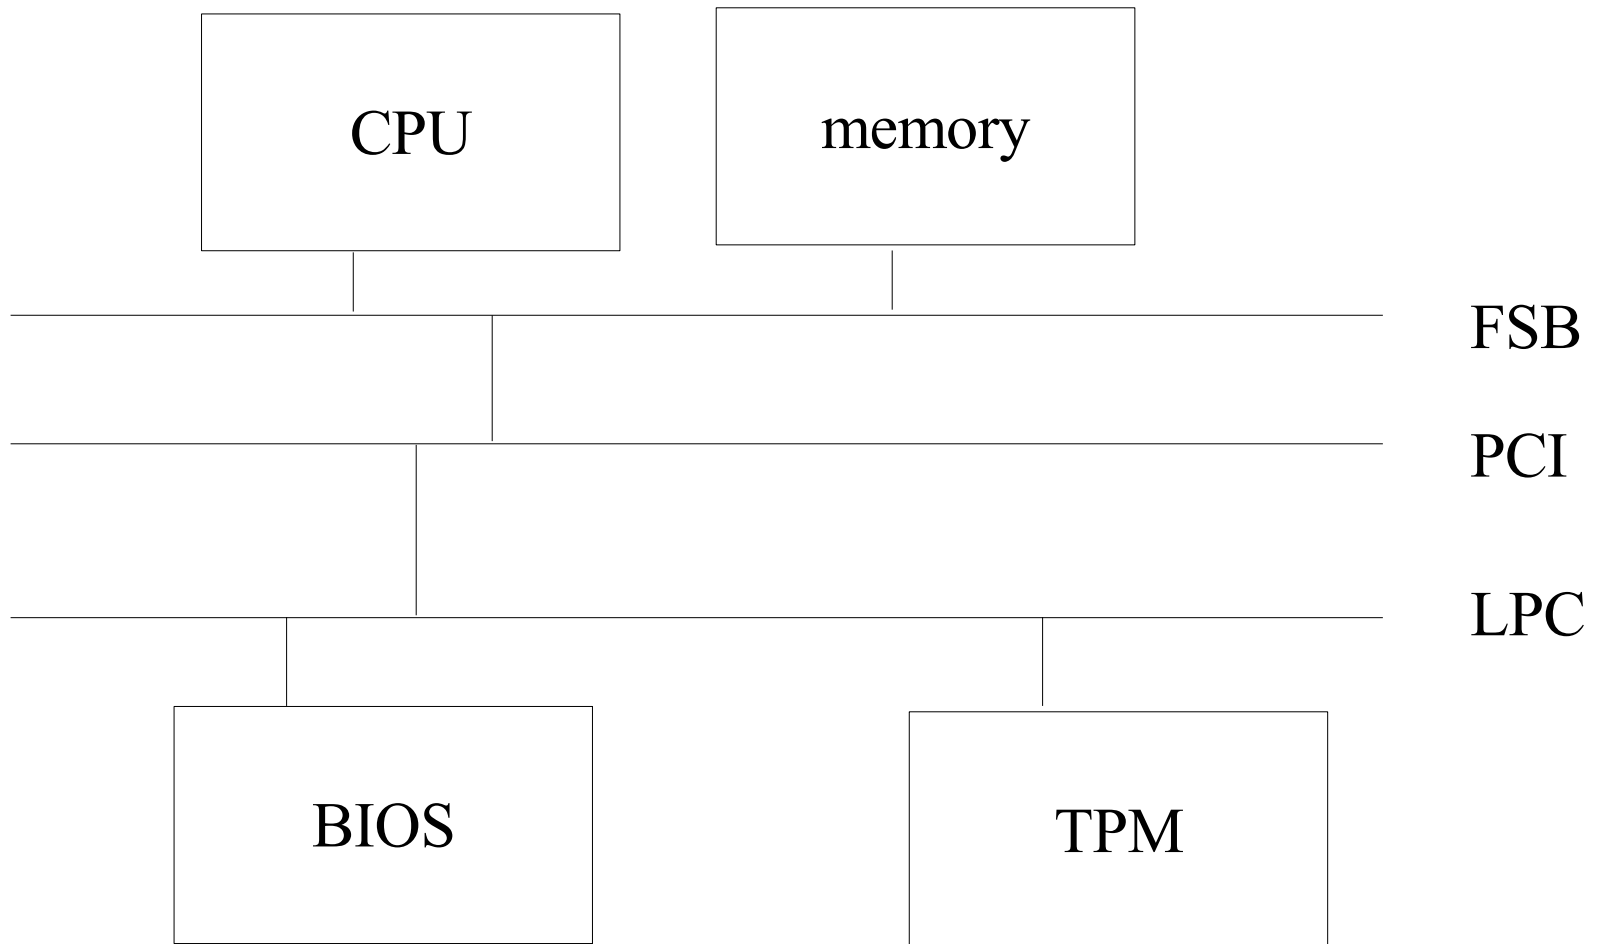 CPU
memory
FSB
PCI
LPC
BIOS
TPM